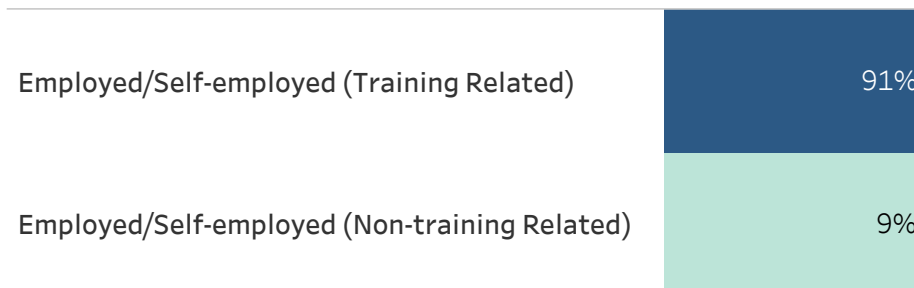 Employed/Self-employed (Training Related) 91%
Employed/Self-employed (Non-training Related) 9%